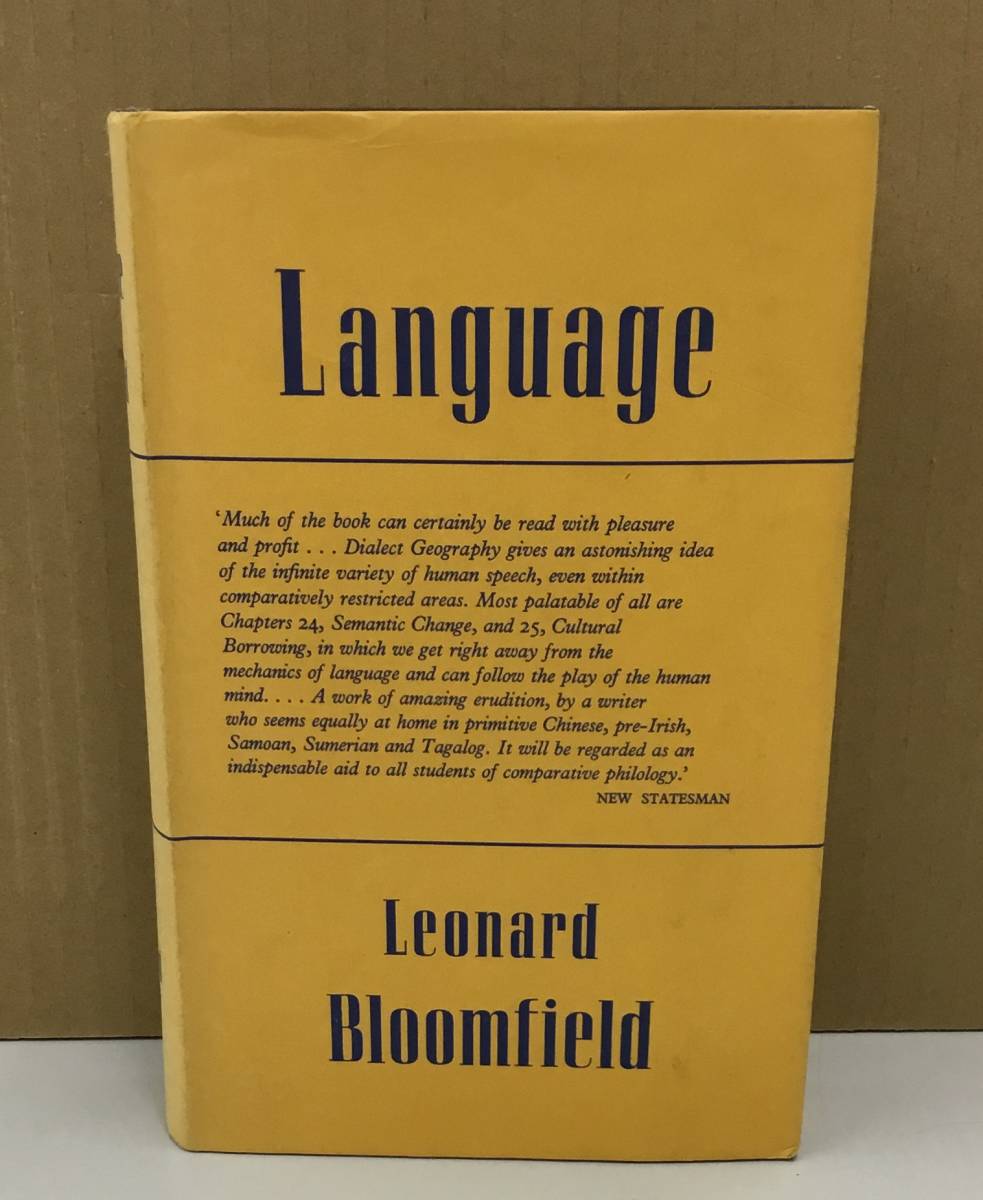 Language
‘Much of the book can certainly be read with pleasure
and profit . . . Dialect Geography gives an astonishing idea
of the infinite variety of human speech, even within
comparatively restricted areas. Most palatable of all are
Chapters 24, Semantic Change, and 25, Cultural
Borrowing, in which we get right away from the
mechanics of language and can follow the play of the human
mind. . . . A work of amazing erudition, by a writer
who seems equally at home in primitive Chinese, pre-Irish,
Samoan, Sumerian and Tagalog. It will be regarded as an
indispensable aid to all students of comparative philology.’
NEW STATESMAN
Leonard
Bloomfield